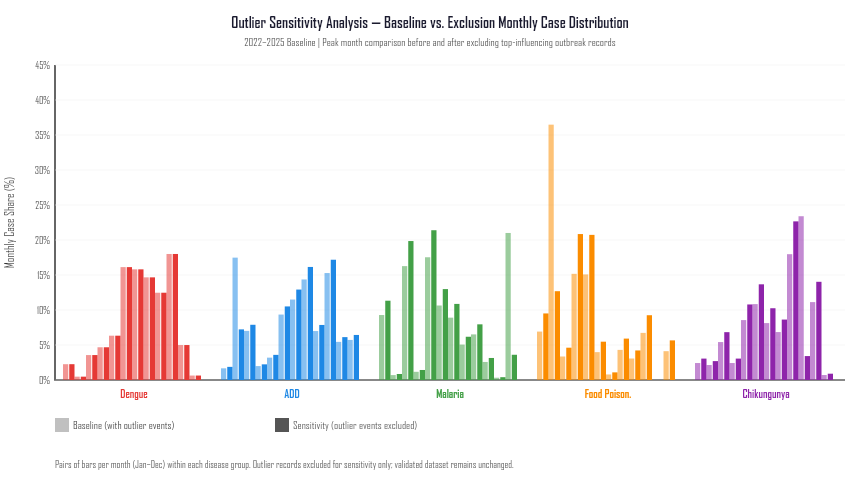 Outlier Sensitivity Analysis — Baseline vs. Exclusion Monthly Case Distribution
2022–2025 Baseline | Peak month comparison before and after excluding top-influencing outbreak records
Monthly Case Share (%)
45%
40%
35%
30%
25%
20%
15%
10%
5%
0%
Dengue
ADD
Malaria
Food Poison.
Chikungunya
Baseline (with outlier events)
Sensitivity (outlier events excluded)
Pairs of bars per month (Jan–Dec) within each disease group. Outlier records excluded for sensitivity only; validated dataset remains unchanged.